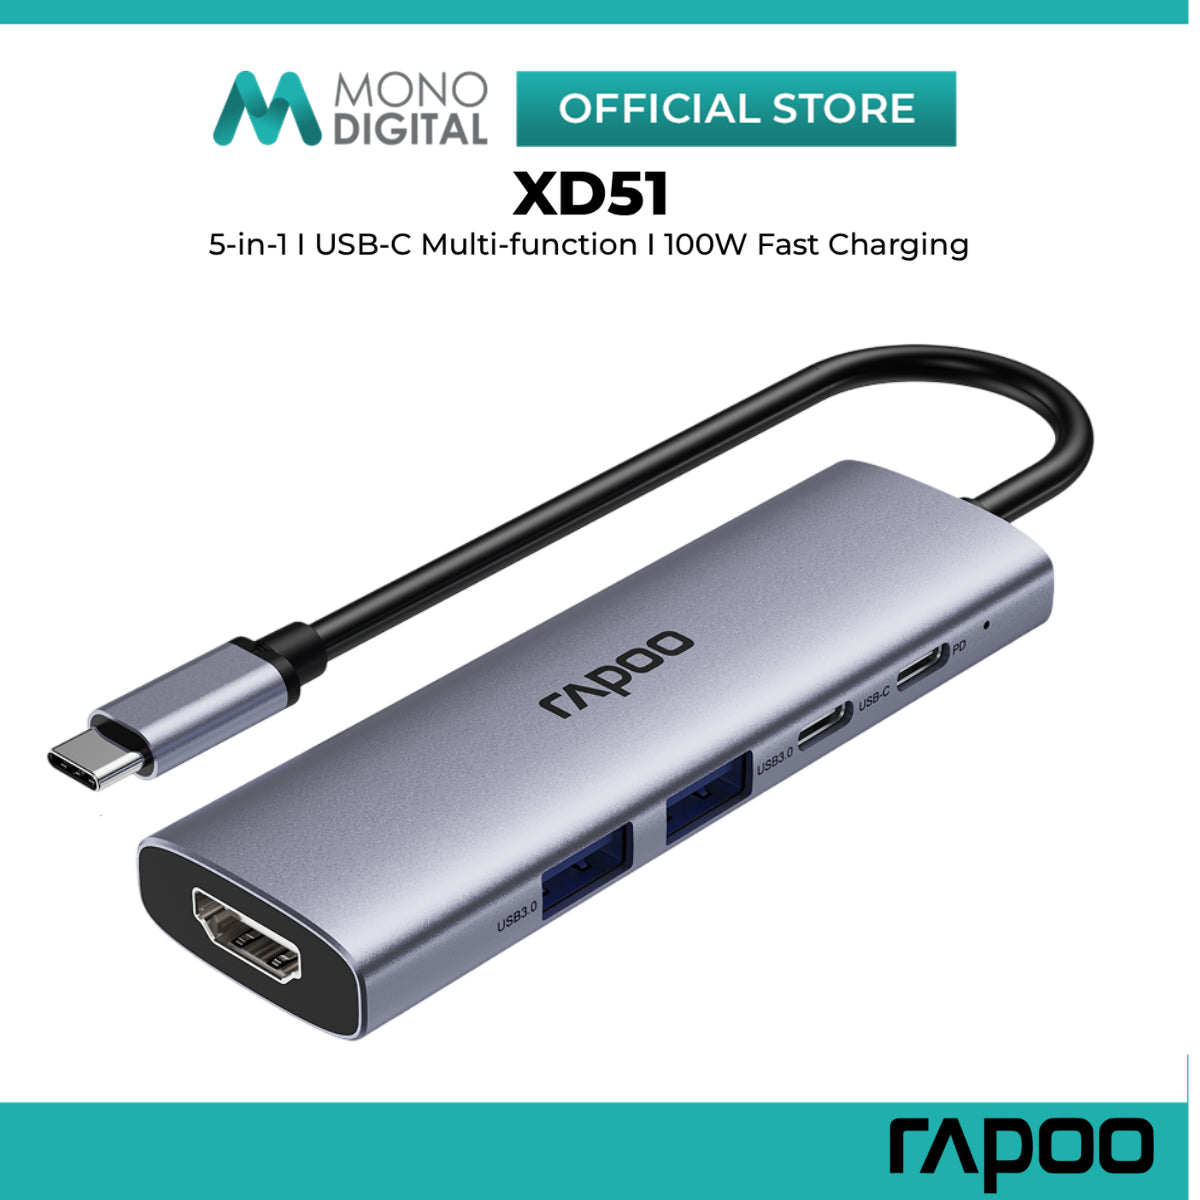 MONO
DIGITAL
OFFICIAL STORE
XD51
5-in-1 I USB-C Multi-function I 100W Fast Charging
rapoo
PD
USB-C
USB3.0
USB3.0
rapoo